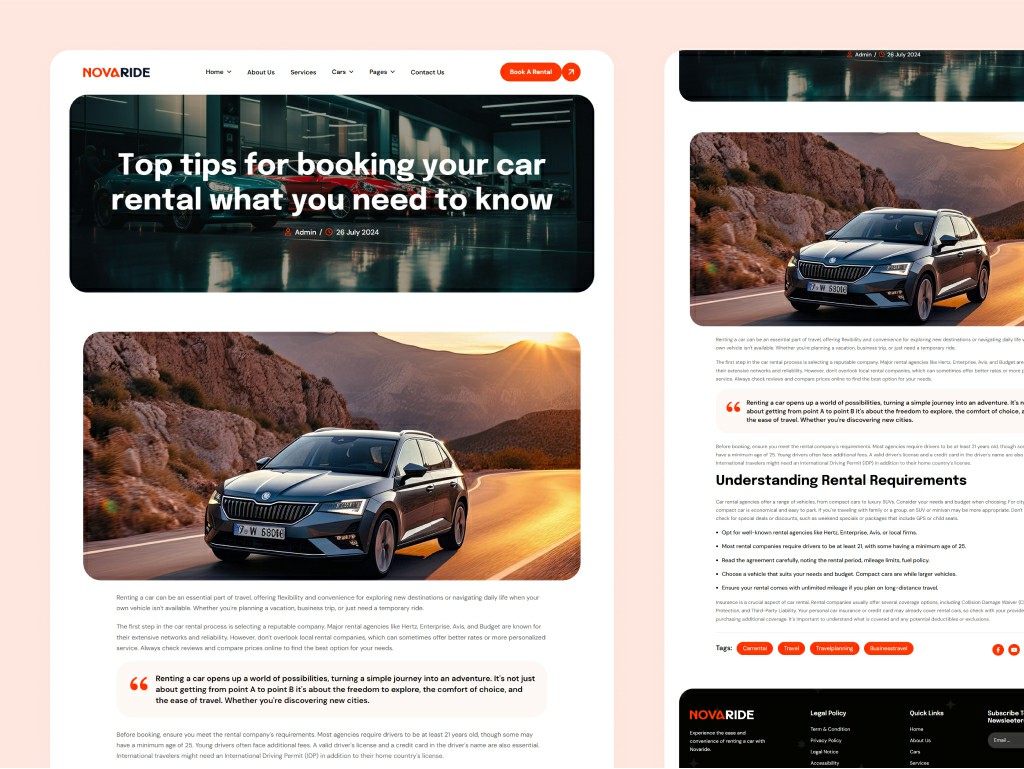 NOVARIDE
Home
About Us
Services
Cars
Pages
Contact Us
Book A Rental
Top tips for booking your car
rental what you need to know
Admin / 26 July 2024
Renting a car can be an essential part of travel, offering flexibility and convenience for exploring new destinations or navigating daily life when your
own vehicle isn't available. Whether you're planning a vacation, business trip, or just need a temporary ride.
The first step in the car rental process is selecting a reputable company. Major rental agencies like Hertz, Enterprise, Avis, and Budget are known for
their extensive networks and reliability. However, don't overlook local rental companies, which can sometimes offer better rates or more personalized
service. Always check reviews and compare prices online to find the best option for your needs.
Renting a car opens up a world of possibilities, turning a simple journey into an adventure. it's not just
about getting from point A to point B it's about the freedom to explore, the comfort of choice, and
the ease of travel. Whether you're discovering new cities.
Before booking, ensure you meet the rental company's requirements. Most agencies require drivers to be at least 21 years old, though some may
have a minimum age of 25. Young drivers often face additional fees. A valid driver's license and a credit card in the driver's name are also essential.
International travelers might need an International Driving Permit (IDP) in addition to their home country's license.
Admin / 26 July 2024
Renting a car can be an essential part of travel, offering flexibility and convenience for exploring new destinations or navigating daily life
own vehicle isn't available. Whether you're planning a vacation, business trip, or just need a temporary ride.
The first step in the car rental process is selecting a reputable company. Major rental agencies like Hertz, Enterprise, Avis, and Budget are
their extensive networks and reliability. However, don't overlook local rental companies, which can sometimes offer better rates or more
service. Always check reviews and compare prices online to find the best option for your needs.
Renting a car opens up a world of possibilities, turning a simple journey into an adventure. it's
about getting from point A to point B it's about the freedom to explore, the comfort of choice,
the ease of travel. Whether you're discovering new cities.
Before booking, ensure you meet the rental company's requirements. Most agencies require drivers to be at least 21 years old, though
have a minimum age of 25. Young drivers often face additional fees. A valid driver's license and a credit card in the driver's name are also
International travelers might need an International Driving Permit (IDP) in addition to their home country's license.
Understanding Rental Requirements
Car rental agencies offer a range of vehicles, from compact cars to luxury SUVs. Consider your needs and budget when choosing. For
compact car is economical and easy to park. If you're traveling with family or a group, an SUV or minivan may be more appropriate. Don't
check for special deals or discounts, such as weekend specials or packages that include GPS or child seats.
• Opt for well-known rental agencies like Hertz, Enterprise, Avis, or local firms.
• Most rental companies require drivers to be at least 21, with some having a minimum age of 25.
• Read the agreement carefully, noting the rental period, mileage limits, fuel policy.
• Choose a vehicle that suits your needs and budget. Compact cars are while larger vehicles.
• Ensure your rental comes with unlimited mileage if you plan on long-distance travel.
Insurance is a crucial aspect of car rental. Rental companies usually offer several coverage options, including Collision Damage Waiver
Protection, and Third-Party Liability. Your personal car insurance or credit card may already cover rental cars, so check with your
purchasing additional coverage. It's important to understand what is covered and any potential deductibles or exclusions.
Tags: Carrental Travel Travelplanning Businesstravel
NOVARIDE
Experience the ease and
convenience of renting a car with
Novaride.
Legal Policy
Term & Condition
Privacy Policy
Legal Notice
Accessibility
Quick Links
Home
About Us
Cars
Services
Subscribe
Email ...